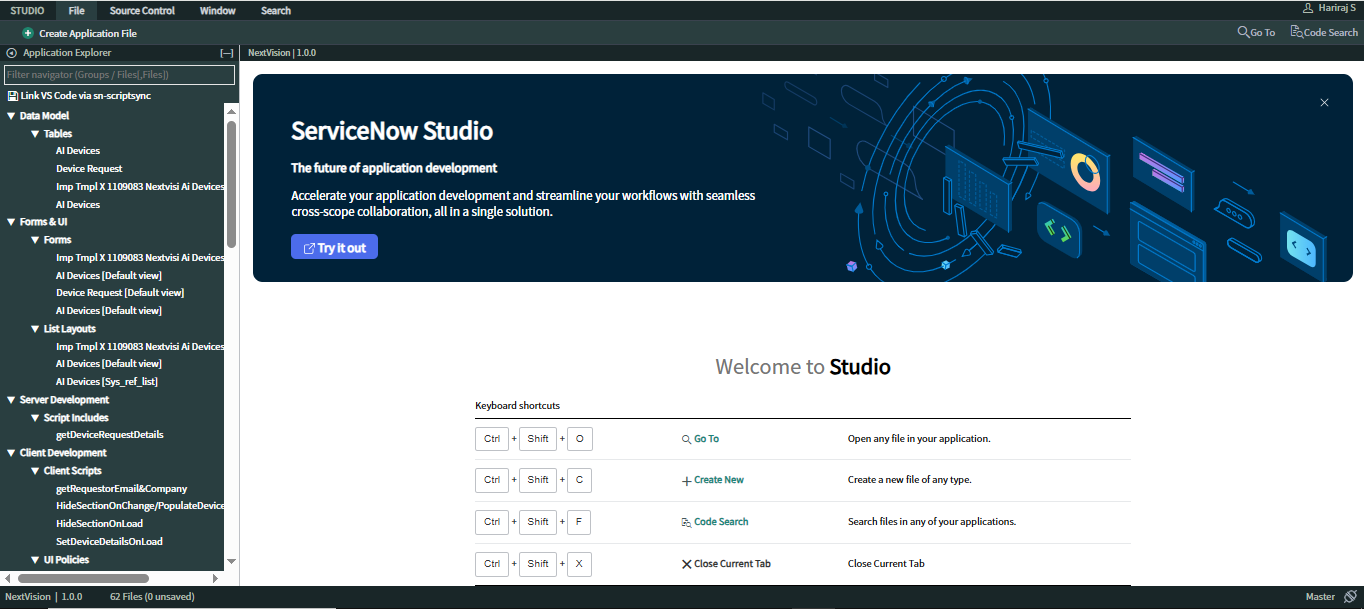 STUDIO File Source Control Window Search Hariraj S
Create Application File Go To Code Search
Application Explorer [—] NextVision | 1.0.0
Filter navigator (Groups / Files[,Files])
Link VS Code via sn-scriptsync
Data Model
Tables
AI Devices
Device Request
Imp Tmpl X 1109083 Nextvisi Ai Devices
AI Devices
Forms & UI
Forms
Imp Tmpl X 1109083 Nextvisi Ai Devices
AI Devices [Default view]
Device Request [Default view]
AI Devices [Default view]
List Layouts
Imp Tmpl X 1109083 Nextvisi Ai Devices
AI Devices [Default view]
AI Devices [Sys_ref_list]
Server Development
Script Includes
getDeviceRequestDetails
Client Development
Client Scripts
getRequestorEmail&Company
HideSectionOnChange/PopulateDevice
HideSectionOnLoad
SetDeviceDetailsOnLoad
UI Policies
ServiceNow Studio
The future of application development
Accelerate your application development and streamline your workflows with seamless
cross-scope collaboration, all in a single solution.
Try it out
Welcome to Studio
Keyboard shortcuts
Ctrl + Shift + O Go To Open any file in your application.
Ctrl + Shift + C Create New Create a new file of any type.
Ctrl + Shift + F Code Search Search files in any of your applications.
Ctrl + Shift + X Close Current Tab Close Current Tab
NextVision | 1.0.0 62 Files (0 unsaved) Master